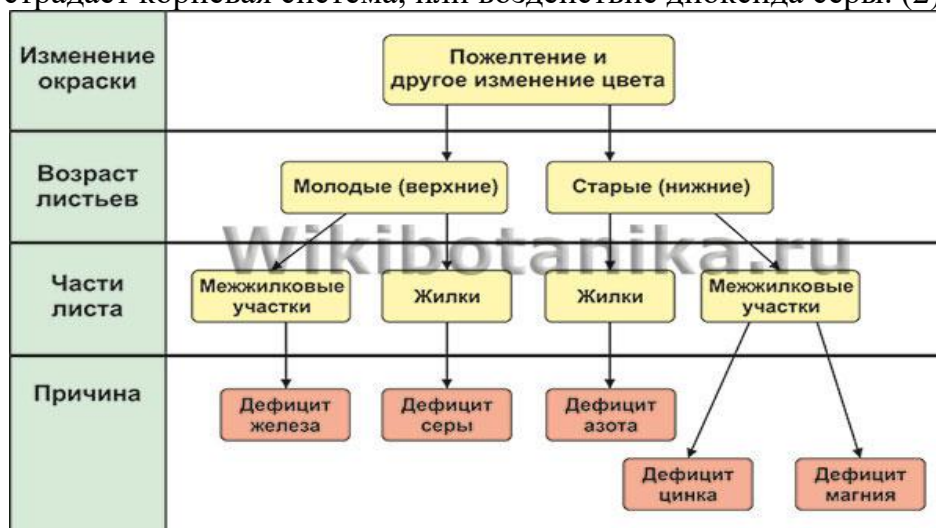 страдает корневая система, или воздействие диоксида серы. (2)
Изменение
окраски
Пожелтение и
другое изменение цвета
Возраст
листьев
Молодые (верхние)
Старые (нижние)
Wikibotanika.ru
Части
листа
Межжилковые
участки
Жилки
Жилки
Межжилковые
участки
Причина
Дефицит
железа
Дефицит
серы
Дефицит
азота
Дефицит
цинка
Дефицит
магния